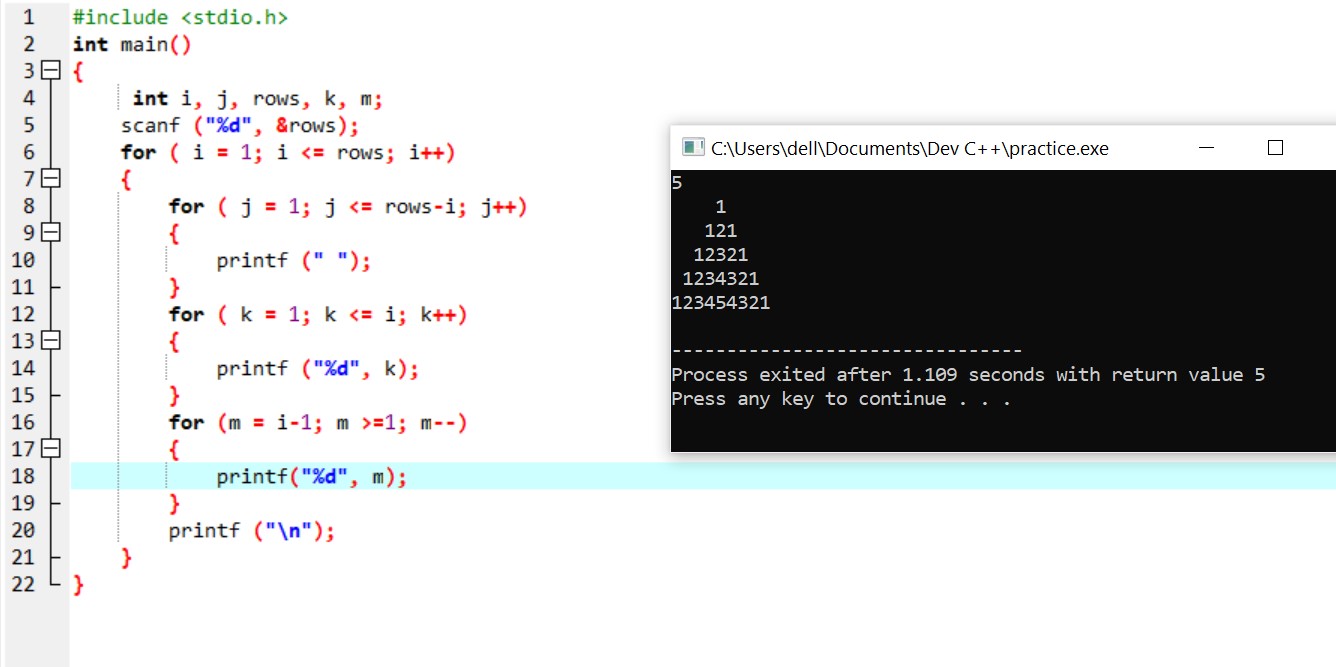 1 #include <stdio.h>
2 int main()
3 {
4      int i, j, rows, k, m;
5     scanf ("%d", &rows);
6     for ( i = 1; i <= rows; i++)
7     {
8         for ( j = 1; j <= rows-i; j++)
9         {
10             printf (" ");
11         }
12         for ( k = 1; k <= i; k++)
13         {
14             printf ("%d", k);
15         }
16         for (m = i-1; m >=1; m--)
17         {
18             printf("%d", m);
19         }
20         printf ("\n");
21     }
22 }
C:\Users\dell\Documents\Dev C++\practice.exe
5
    1
   121
  12321
 1234321
123454321
--------------------------------
Process exited after 1.109 seconds with return value 5
Press any key to continue . . .